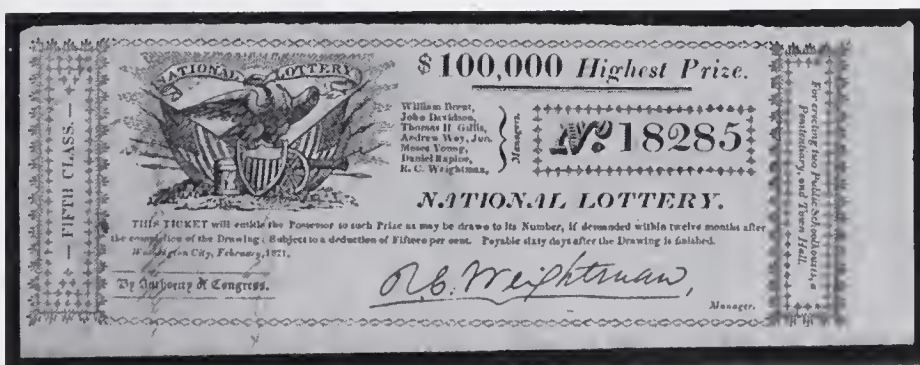 — FIFTH CLASS. —
NATIONAL LOTTERY
$100,000 Highest Prize.
William Brent,
John Davidson,
Thomas H. Gillis,
Andrew Way, Jun.
Moses Young,
Daniel Rapine,
R. C. Weightman,
Managers.
No. 18285
NATIONAL LOTTERY.
THIS TICKET will entitle the Possessor to such Prize as may be drawn to its Number, if demanded within twelve months after
the completion of the Drawing: Subject to a deduction of Fifteen per cent. Payable sixty days after the Drawing is finished.
Washington City, February, 1821.
By Authority of Congress.
R. C. Weightman,
Manager.
For erecting two Public Schoolhouses, a
Penitentiary, and Town Hall.